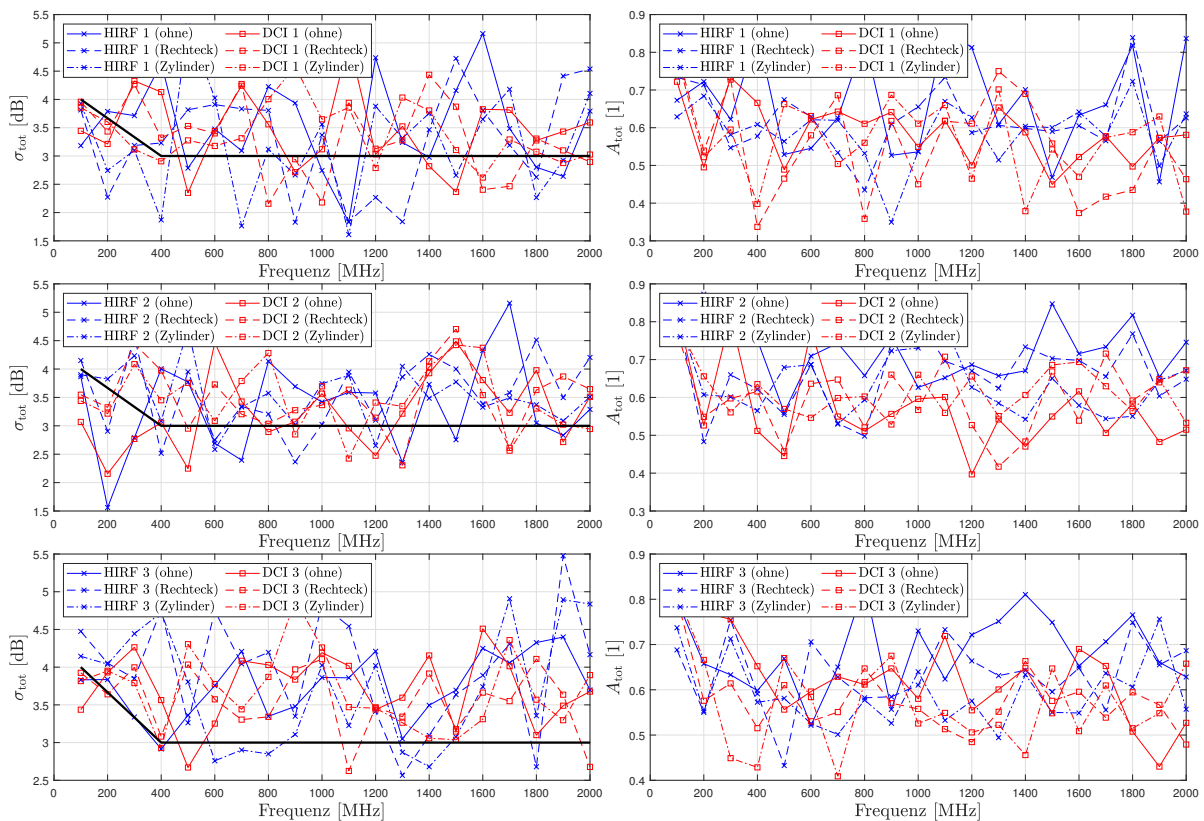 HIRF 1 (ohne) DCI 1 (ohne)
HIRF 1 (Rechteck) DCI 1 (Rechteck)
HIRF 1 (Zylinder) DCI 1 (Zylinder)
5.5
5
4.5
4
3.5
3
2.5
2
1.5
σtot [dB]
0 200 400 600 800 1000 1200 1400 1600 1800 2000
Frequenz [MHz]
HIRF 1 (ohne) DCI 1 (ohne)
HIRF 1 (Rechteck) DCI 1 (Rechteck)
HIRF 1 (Zylinder) DCI 1 (Zylinder)
0.9
0.8
0.7
0.6
0.5
0.4
0.3
Atot [1]
0 200 400 600 800 1000 1200 1400 1600 1800 2000
Frequenz [MHz]
HIRF 2 (ohne) DCI 2 (ohne)
HIRF 2 (Rechteck) DCI 2 (Rechteck)
HIRF 2 (Zylinder) DCI 2 (Zylinder)
5.5
5
4.5
4
3.5
3
2.5
2
1.5
σtot [dB]
0 200 400 600 800 1000 1200 1400 1600 1800 2000
Frequenz [MHz]
HIRF 2 (ohne) DCI 2 (ohne)
HIRF 2 (Rechteck) DCI 2 (Rechteck)
HIRF 2 (Zylinder) DCI 2 (Zylinder)
0.9
0.8
0.7
0.6
0.5
0.4
0.3
Atot [1]
0 200 400 600 800 1000 1200 1400 1600 1800 2000
Frequenz [MHz]
HIRF 3 (ohne) DCI 3 (ohne)
HIRF 3 (Rechteck) DCI 3 (Rechteck)
HIRF 3 (Zylinder) DCI 3 (Zylinder)
5.5
5
4.5
4
3.5
3
2.5
σ [dB]
0 200 400 600 800 1000 1200 1400 1600 1800 2000
Frequenz [MHz]
HIRF 3 (ohne) DCI 3 (ohne)
HIRF 3 (Rechteck) DCI 3 (Rechteck)
HIRF 3 (Zylinder) DCI 3 (Zylinder)
0.9
0.8
0.7
0.6
0.5
0.4
Atot [1]
0 200 400 600 800 1000 1200 1400 1600 1800 2000
Frequenz [MHz]